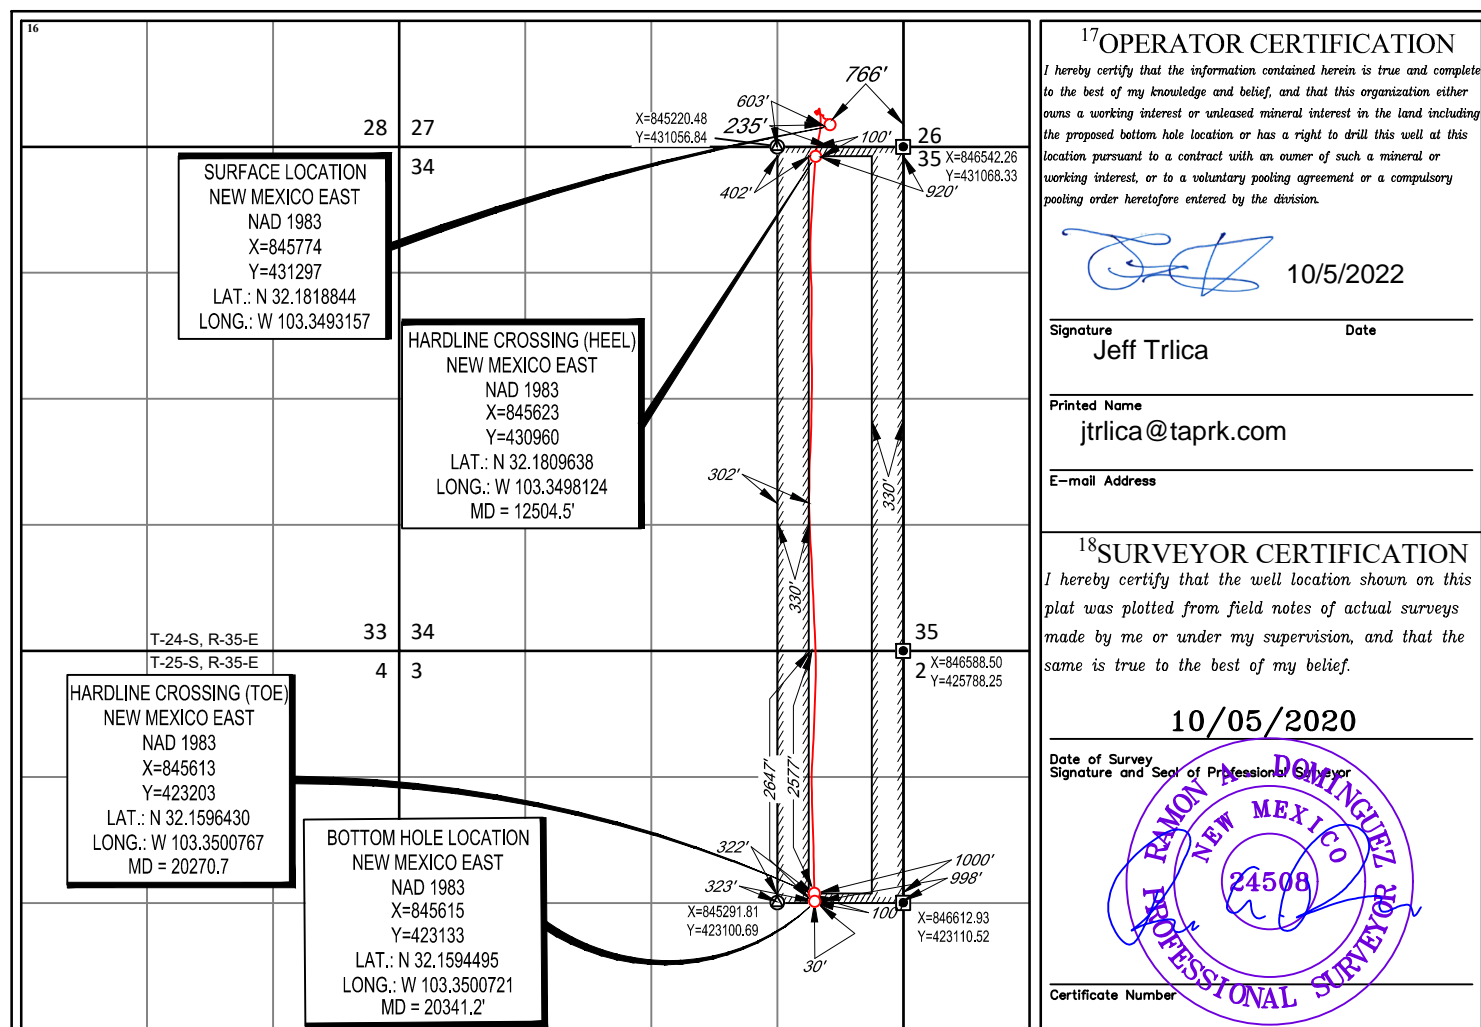 16
28
27
34
26
35
33
34
35
4
3
2
T-24-S, R-35-E
T-25-S, R-35-E
766'
603'
235'
100'
402'
920'
X=845220.48
Y=431056.84
X=846542.26
Y=431068.33
SURFACE LOCATION
NEW MEXICO EAST
NAD 1983
X=845774
Y=431297
LAT.: N 32.1818844
LONG.: W 103.3493157
HARDLINE CROSSING (HEEL)
NEW MEXICO EAST
NAD 1983
X=845623
Y=430960
LAT.: N 32.1809638
LONG.: W 103.3498124
MD = 12504.5'
302'
330'
330'
X=846588.50
Y=425788.25
HARDLINE CROSSING (TOE)
NEW MEXICO EAST
NAD 1983
X=845613
Y=423203
LAT.: N 32.1596430
LONG.: W 103.3500767
MD = 20270.7
2647'
2577'
BOTTOM HOLE LOCATION
NEW MEXICO EAST
NAD 1983
X=845615
Y=423133
LAT.: N 32.1594495
LONG.: W 103.3500721
MD = 20341.2'
322'
323'
1000'
998'
100'
30'
X=845291.81
Y=423100.69
X=846612.93
Y=423110.52
17 OPERATOR CERTIFICATION
I hereby certify that the information contained herein is true and complete
to the best of my knowledge and belief, and that this organization either
owns a working interest or unleased mineral interest in the land including
the proposed bottom hole location or has a right to drill this well at this
location pursuant to a contract with an owner of such a mineral or
working interest, or to a voluntary pooling agreement or a compulsory
pooling order heretofore entered by the division.
10/5/2022
Signature Date
Jeff Trlica
Printed Name
jtrlica@taprk.com
E-mail Address
18 SURVEYOR CERTIFICATION
I hereby certify that the well location shown on this
plat was plotted from field notes of actual surveys
made by me or under my supervision, and that the
same is true to the best of my belief.
10/05/2020
Date of Survey
Signature and Seal of Professional Surveyor
RAMON A. DOMINGUEZ
NEW MEXICO
24508
PROFESSIONAL SURVEYOR
Certificate Number